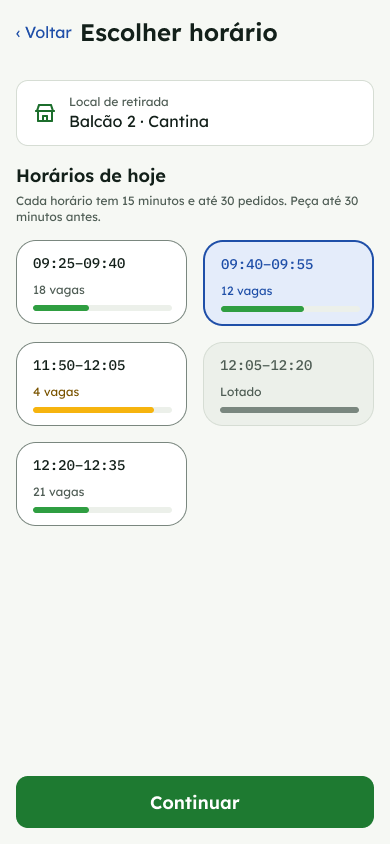 ‹ Voltar Escolher horário
Local de retirada
Balcão 2 · Cantina
Horários de hoje
Cada horário tem 15 minutos e até 30 pedidos. Peça até 30
minutos antes.
09:25–09:40
18 vagas
09:40–09:55
12 vagas
11:50–12:05
4 vagas
12:05–12:20
Lotado
12:20–12:35
21 vagas
Continuar